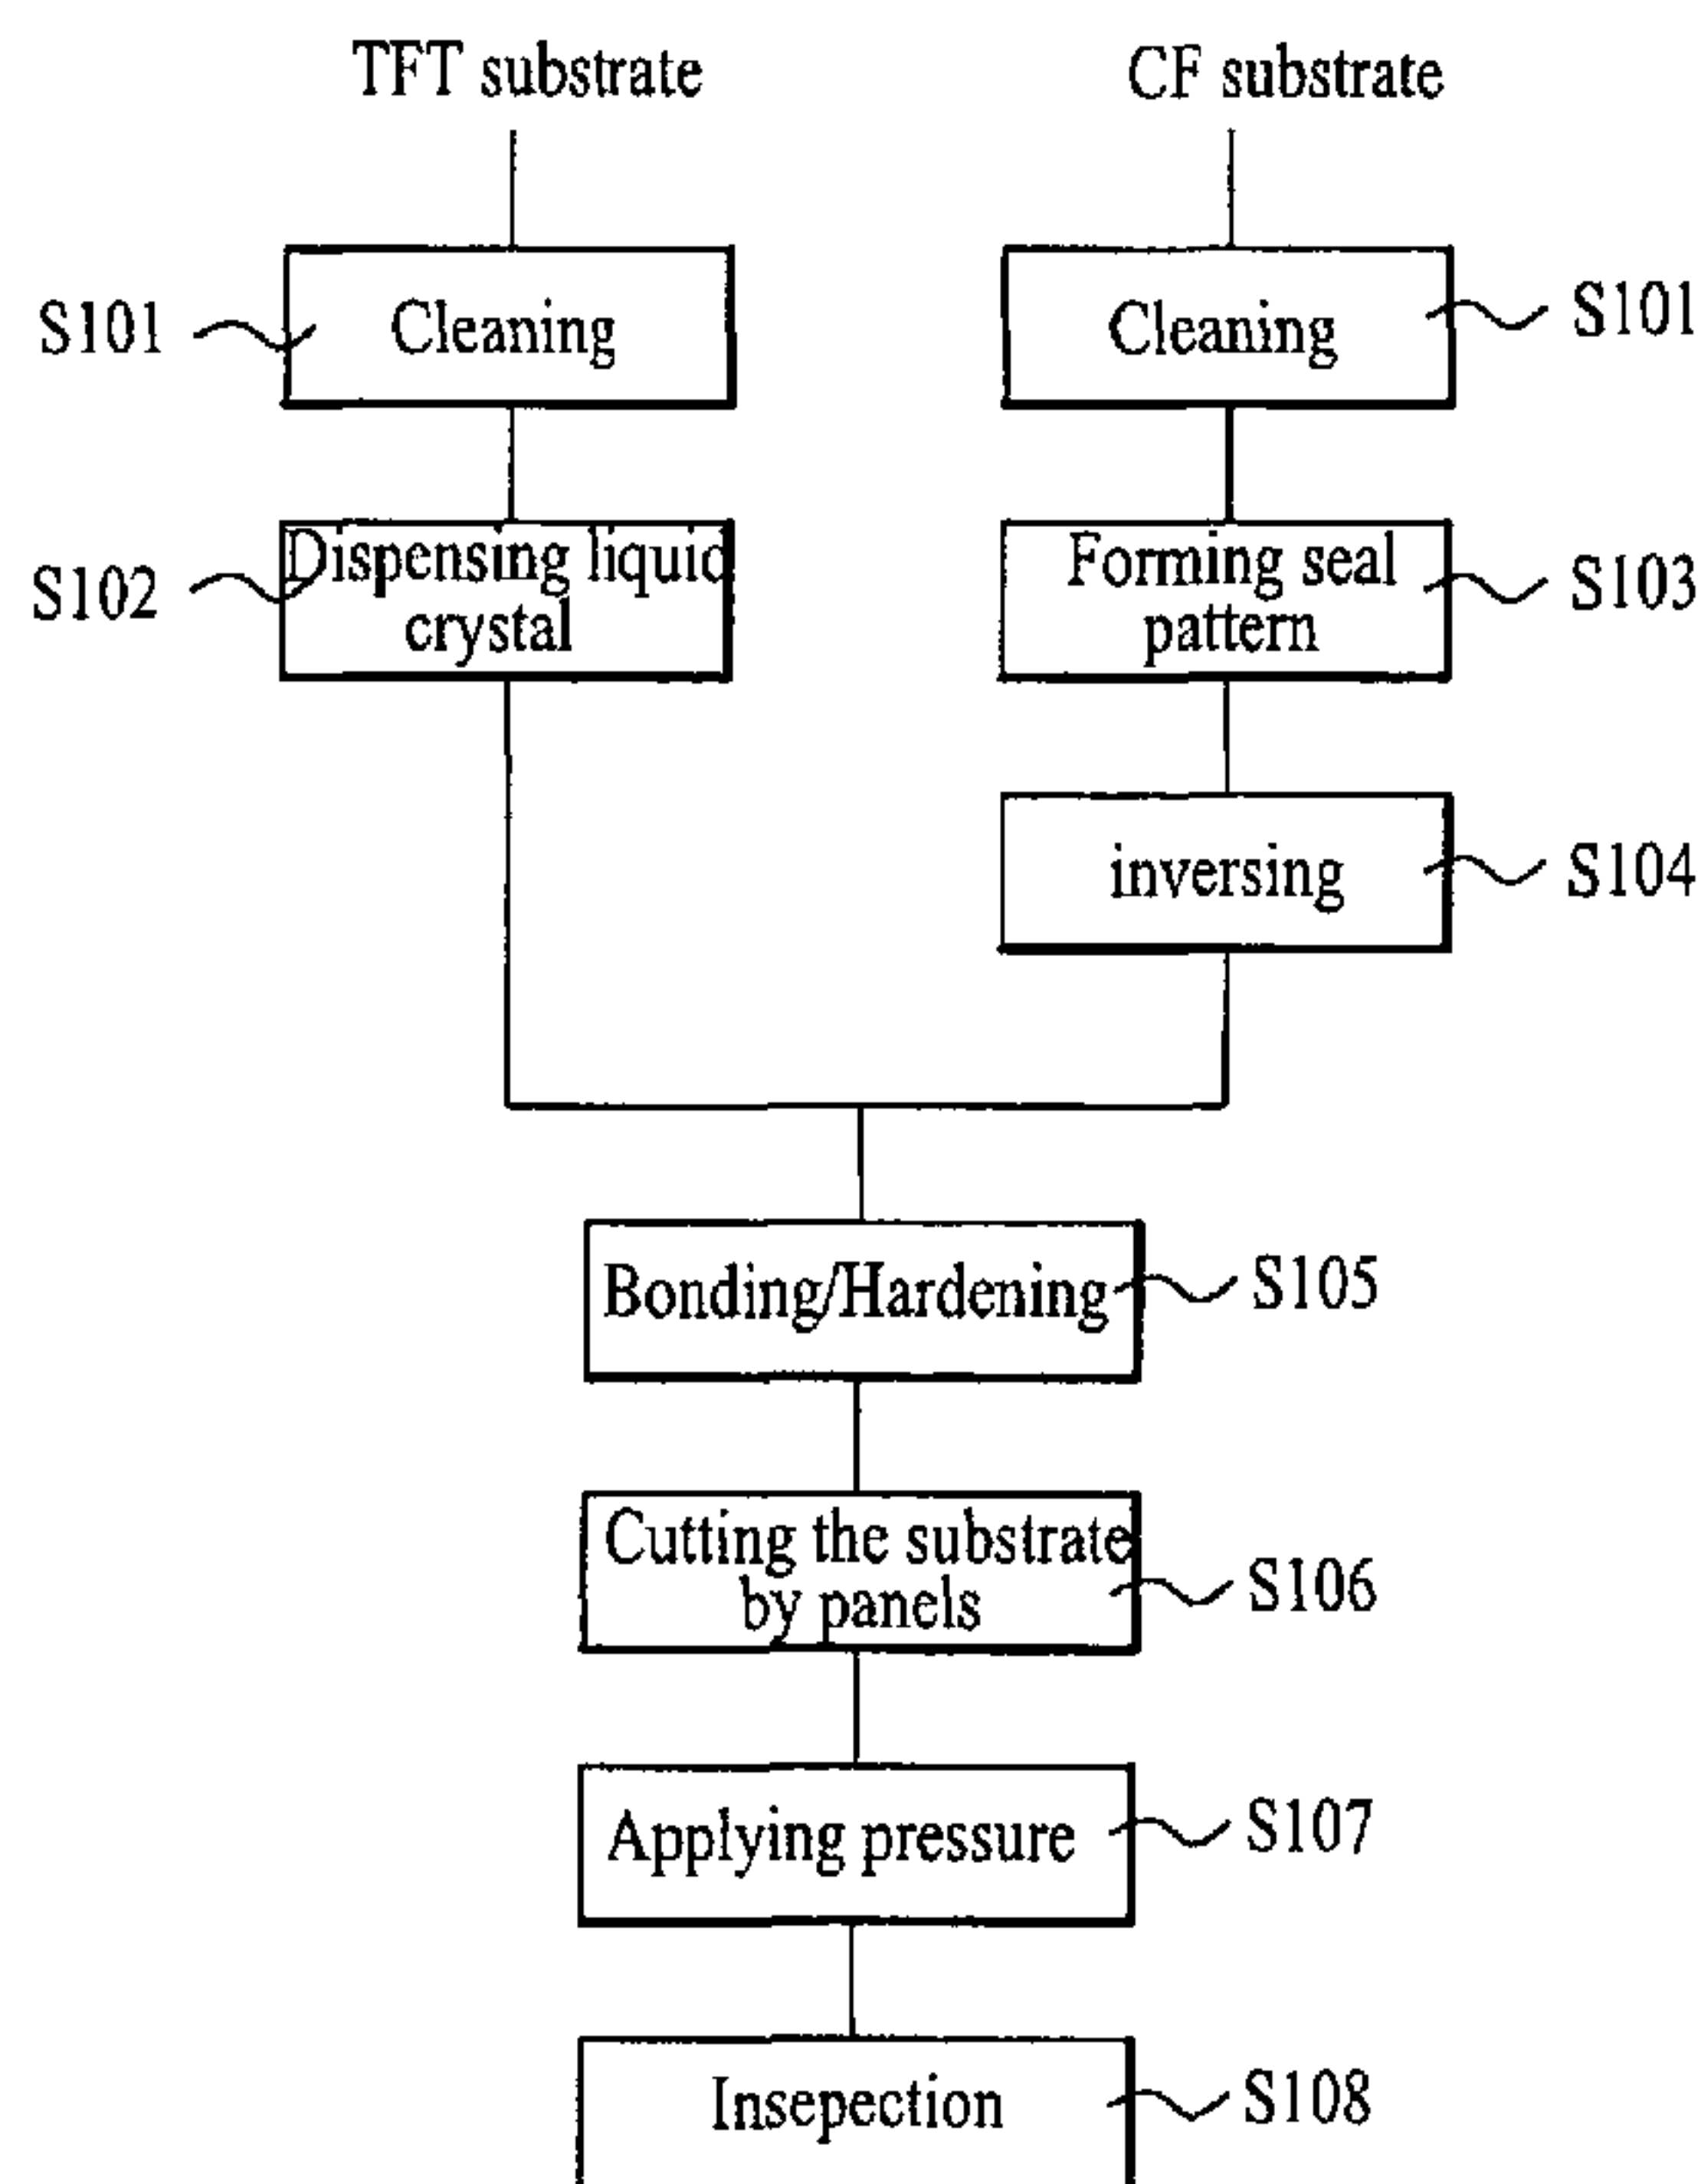 TFT substrate
CF substrate
S101
Cleaning
Cleaning
S101
S102
Dispensing liquid
crystal
Forming seal
pattern
S103
inversing
S104
Bonding/Hardening
S105
Cutting the substrate
by panels
S106
Applying pressure
S107
Insepection
S108